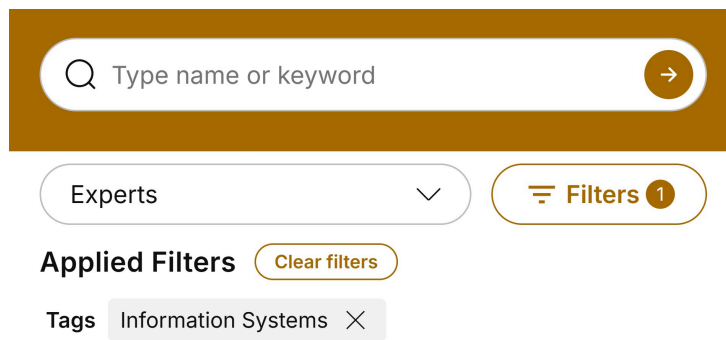 Type name or keyword
Experts
Filters 1
Applied Filters Clear filters
Tags Information Systems